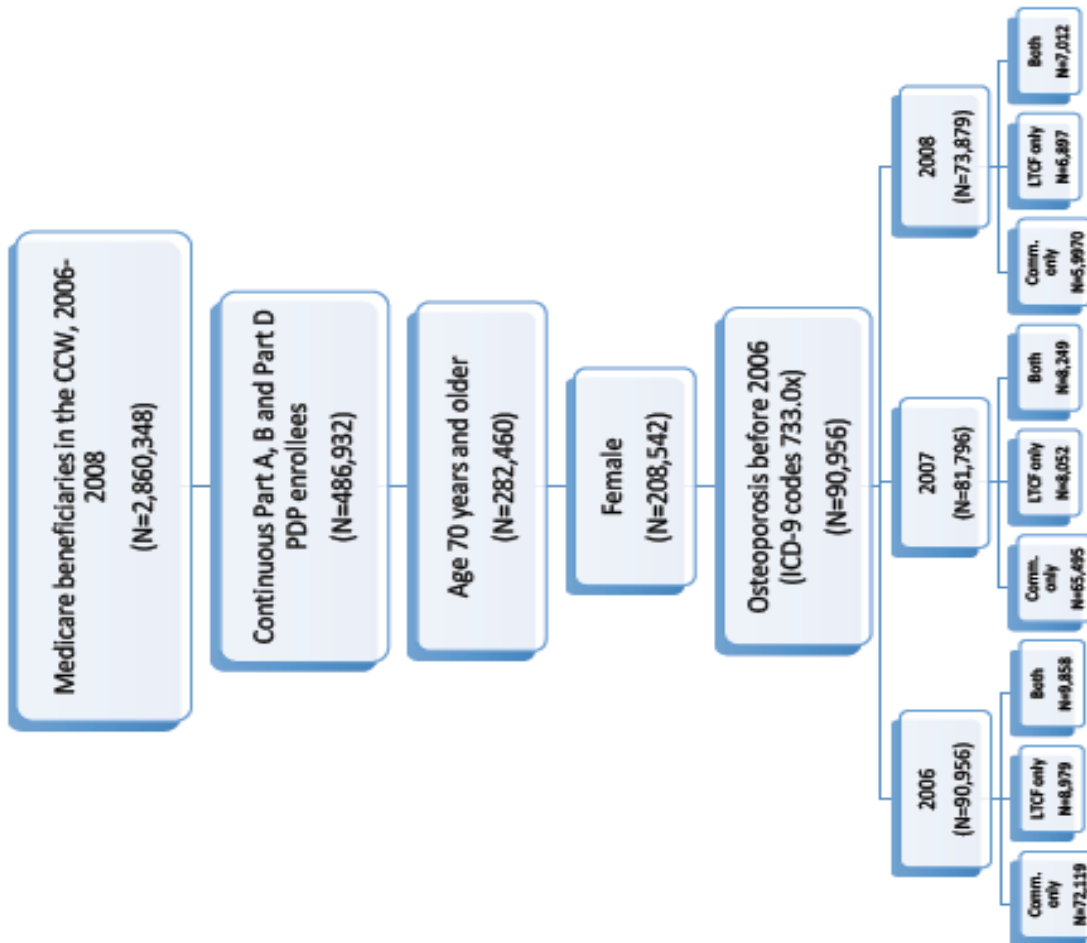 Medicare beneficiaries in the CCW, 2006-
2008
(N=2,860,348)
Continuous Part A, B and Part D
PDP enrollees
(N=486,932)
Age 70 years and older
(N=282,460)
Female
(N=208,542)
Osteoporosis before 2006
(ICD-9 codes 733.0x)
(N=90,956)
2006
(N=90,956)
Comm.
only
N=72,119
LTCF only
N=8,979
Both
N=9,858
2007
(N=81,796)
Comm.
only
N=65,495
LTCF only
N=8,052
Both
N=8,249
2008
(N=73,879)
Comm.
only
N=5,9970
LTCF only
N=6,897
Both
N=7,012